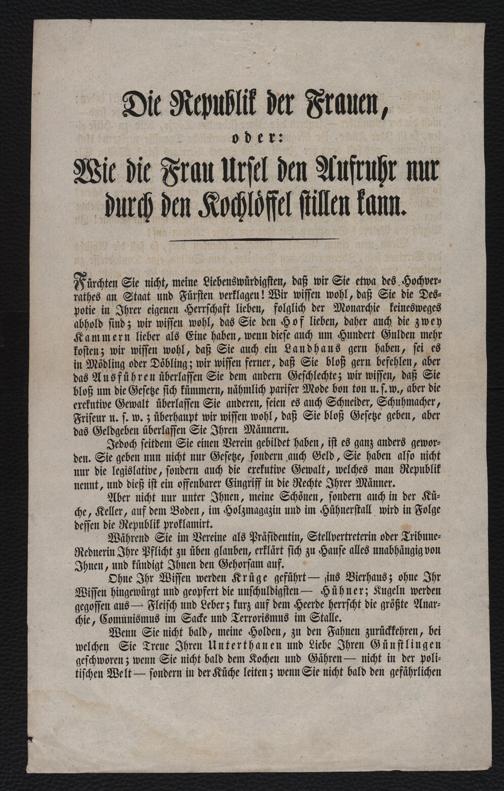 Die Republik der Frauen,
oder:
Wie die Frau Ursel den Aufruhr nur
durch den Kochlöffel stillen kann.
Fürchten Sie nicht, meine Liebenswürdigsten, daß wir Sie etwa des Hochver-
rathes an Staat und Fürsten verklagen! Wir wissen wohl, daß Sie die Des-
potie in Ihrer eigenen Herrschaft lieben, folglich der Monarchie keinesweges
abhold sind; wir wissen wohl, das Sie den Hof lieben, daher auch die zwey
Kammern lieber als Eine haben, wenn diese auch um Hundert Gulden mehr
kosten; wir wissen wohl, daß Sie auch ein Landhaus gern haben, sei es
in Mödling oder Döbling; wir wissen ferner, daß Sie bloß gern befehlen, aber
das Ausführen überlassen Sie dem andern Geschlechte; wir wissen, daß Sie
bloß um die Gesetze sich kümmern, nähmlich pariser Mode bon ton u. s. w., aber die
exekutive Gewalt überlassen Sie anderen, seien es auch Schneider, Schuhmacher,
Friseur u. s. w.; überhaupt wir wissen wohl, daß Sie bloß Gesetze geben, aber
das Geldgeben überlassen Sie Ihren Männern.
Jedoch seitdem Sie einen Verein gebildet haben, ist es ganz anders gewor-
den. Sie geben nun nicht nur Gesetze, sondern auch Geld, Sie haben also nicht
nur die legislative, sondern auch die exekutive Gewalt, welches man Republik
nennt, und dieß ist ein offenbarer Eingriff in die Rechte Ihrer Männer.
Aber nicht nur unter Ihnen, meine Schönen, sondern auch in der Kü-
che, Keller, auf dem Boden, im Holzmagazin und im Hühnerstall wird in Folge
dessen die Republik proklamirt.
Während Sie im Vereine als Präsidentin, Stellvertreterin oder Tribune-
Rednerin Ihre Pflicht zu üben glauben, erklärt sich zu Hause alles unabhängig von
Ihnen, und kündigt Ihnen den Gehorsam auf.
Ohne Ihr Wissen werden Krüge geführt — ins Bierhaus; ohne Ihr
Wissen hingewürgt und geopfert die unschuldigsten — Hühner; Kugeln werden
gegossen aus — Fleisch und Leber; kurz auf dem Heerde herrscht die größte Anar-
chie, Communismus im Sacke und Terrorismus im Stalle.
Wenn Sie nicht bald, meine Holden, zu den Fahnen zurückkehren, bei
welchen Sie Treue Ihren Unterthanen und Liebe Ihren Günstlingen
geschworen; wenn Sie nicht bald dem Kochen und Gähren — nicht in der poli-
tischen Welt — sondern in der Küche leiten; wenn Sie nicht bald den gefährlichen